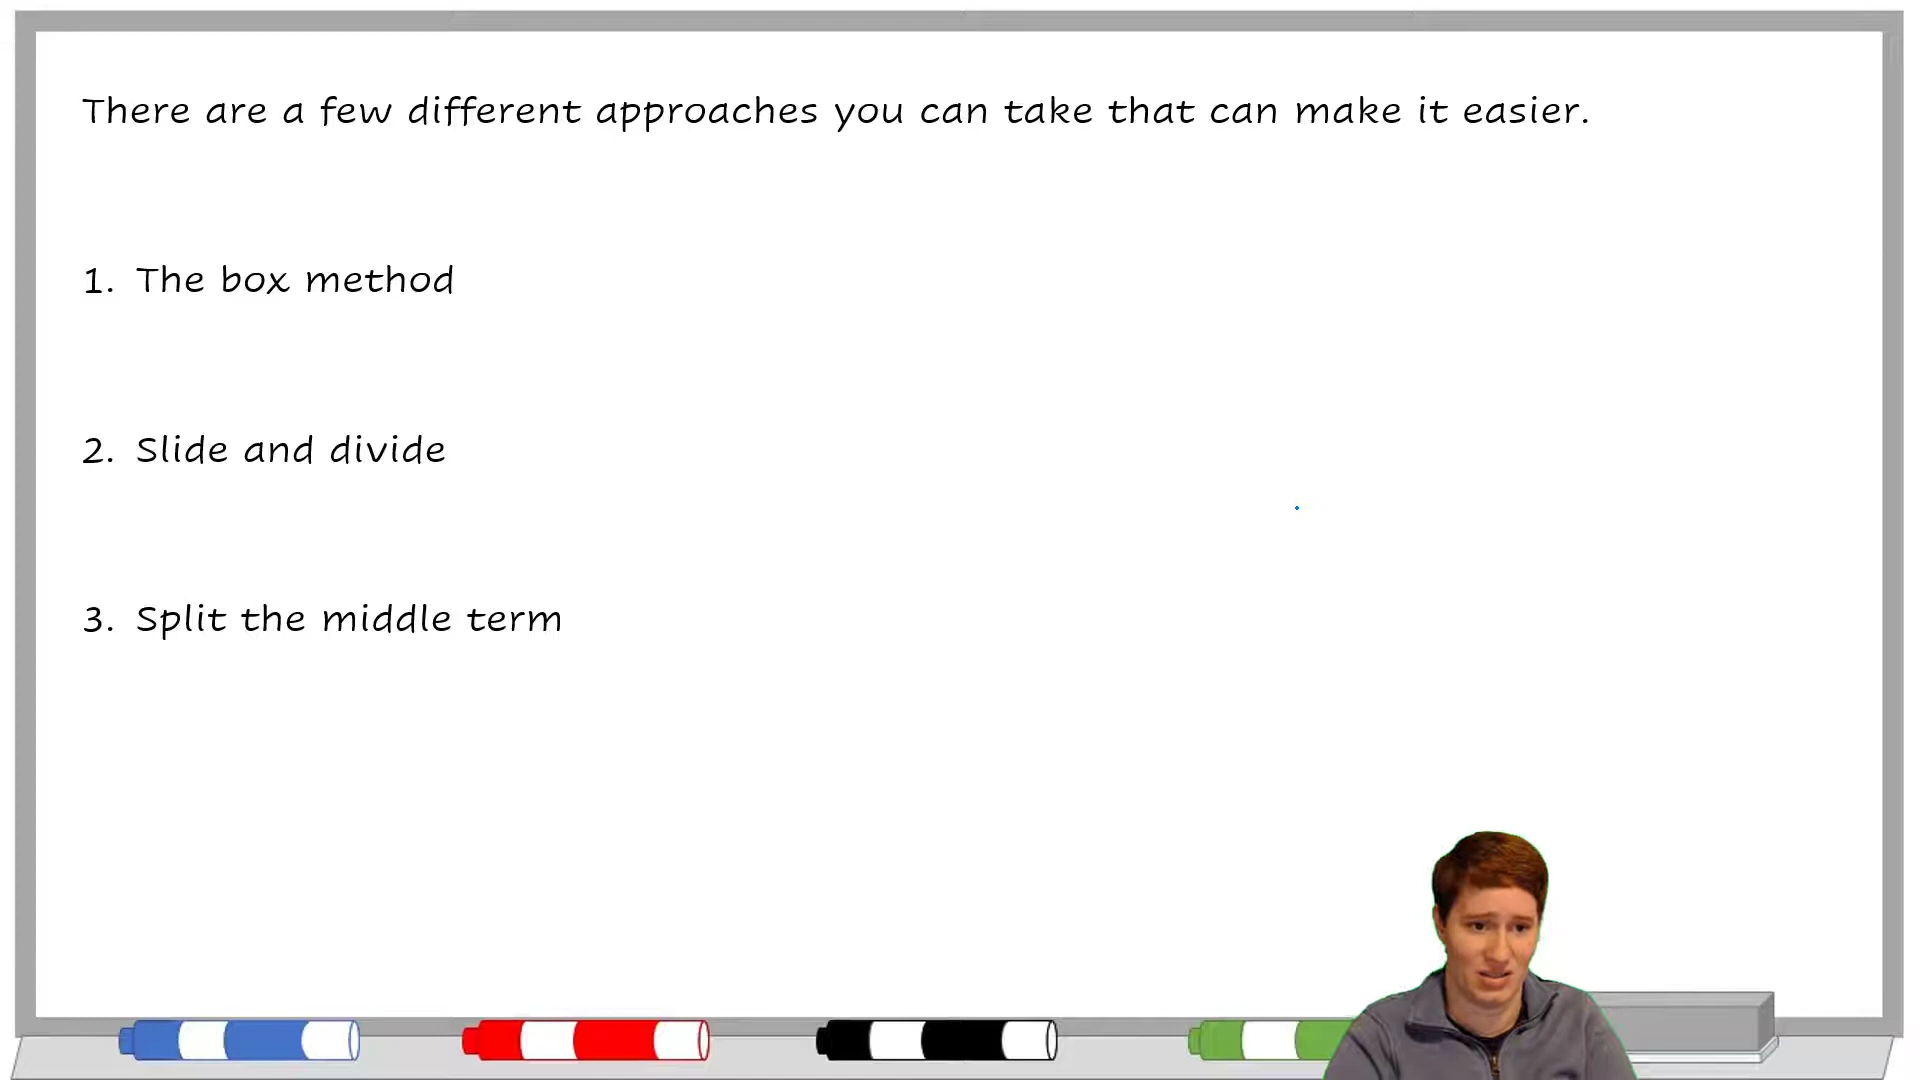 There are a few different approaches you can take that can make it easier.
1. The box method
2. Slide and divide
3. Split the middle term